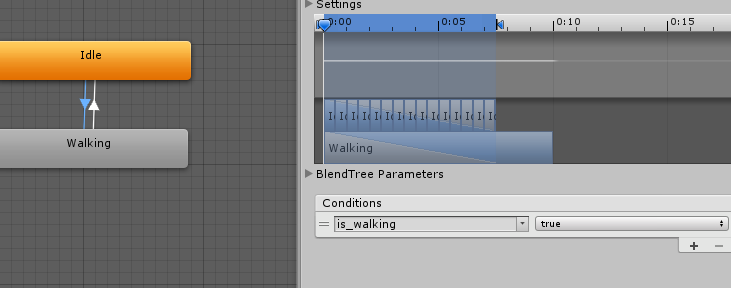 Settings
0:00
0:05
0:10
0:15
Idle
Walking
Walking
BlendTree Parameters
Conditions
is_walking
true